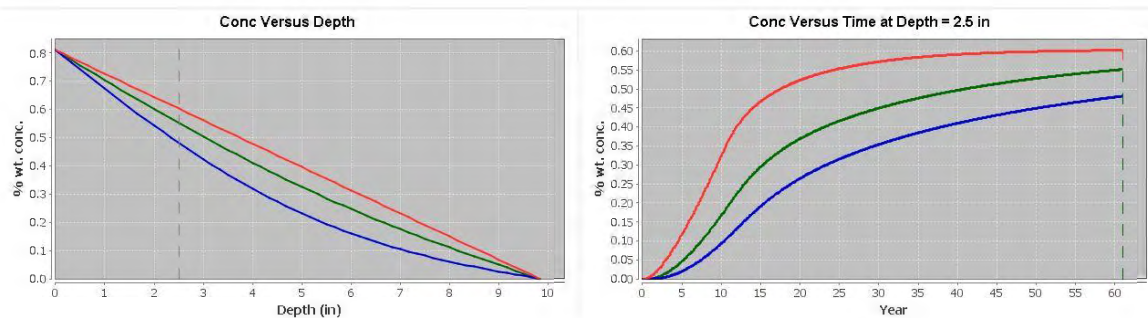 Conc Versus Depth
% wt. conc.
0.8
0.7
0.6
0.5
0.4
0.3
0.2
0.1
0.0
0 1 2 3 4 5 6 7 8 9 10
Depth (in)
Conc Versus Time at Depth = 2.5 in
% wt. conc.
0.60
0.55
0.50
0.45
0.40
0.35
0.30
0.25
0.20
0.15
0.10
0.05
0.00
0 5 10 15 20 25 30 35 40 45 50 55 60
Year